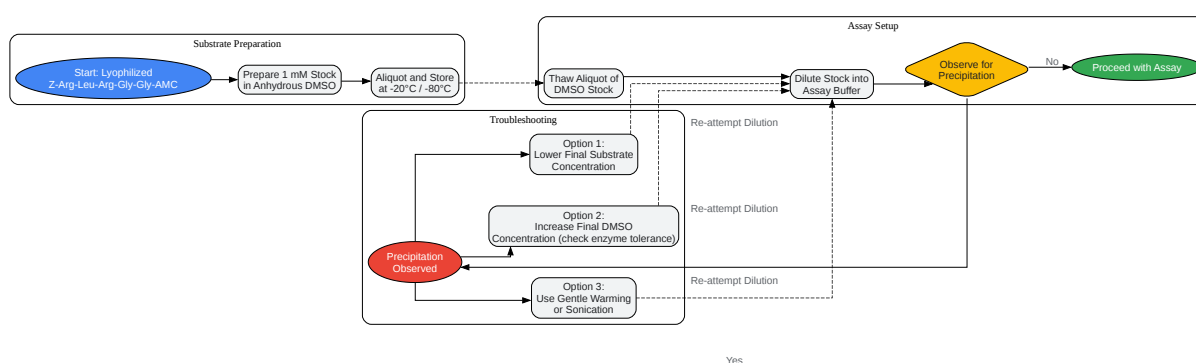 Substrate Preparation
Start: Lyophilized
Z-Arg-Leu-Arg-Gly-Gly-AMC
Prepare 1 mM Stock
in Anhydrous DMSO
Aliquot and Store
at -20°C / -80°C
Assay Setup
Thaw Aliquot of
DMSO Stock
Dilute Stock into
Assay Buffer
Observe for
Precipitation
No
Proceed with Assay
Troubleshooting
Option 1:
Lower Final Substrate
Concentration
Re-attempt Dilution
Option 2:
Increase Final DMSO
Concentration (check enzyme tolerance)
Re-attempt Dilution
Precipitation
Observed
Option 3:
Use Gentle Warming
or Sonication
Re-attempt Dilution
Yes